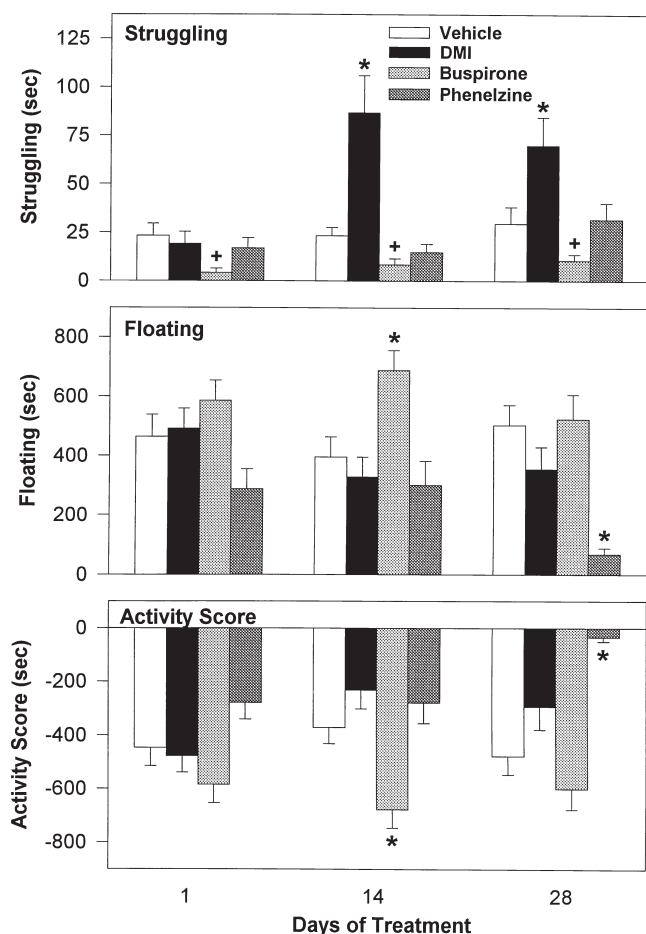 Struggling
Vehicle
DMI
Buspirone
Phenelzine
Struggling (sec)
125
100
75
50
25
0
*
*
+
+
+
Floating
Floating (sec)
800
600
400
200
0
*
*
Activity Score
Activity Score (sec)
0
-200
-400
-600
-800
*
*
1 14 28
Days of Treatment